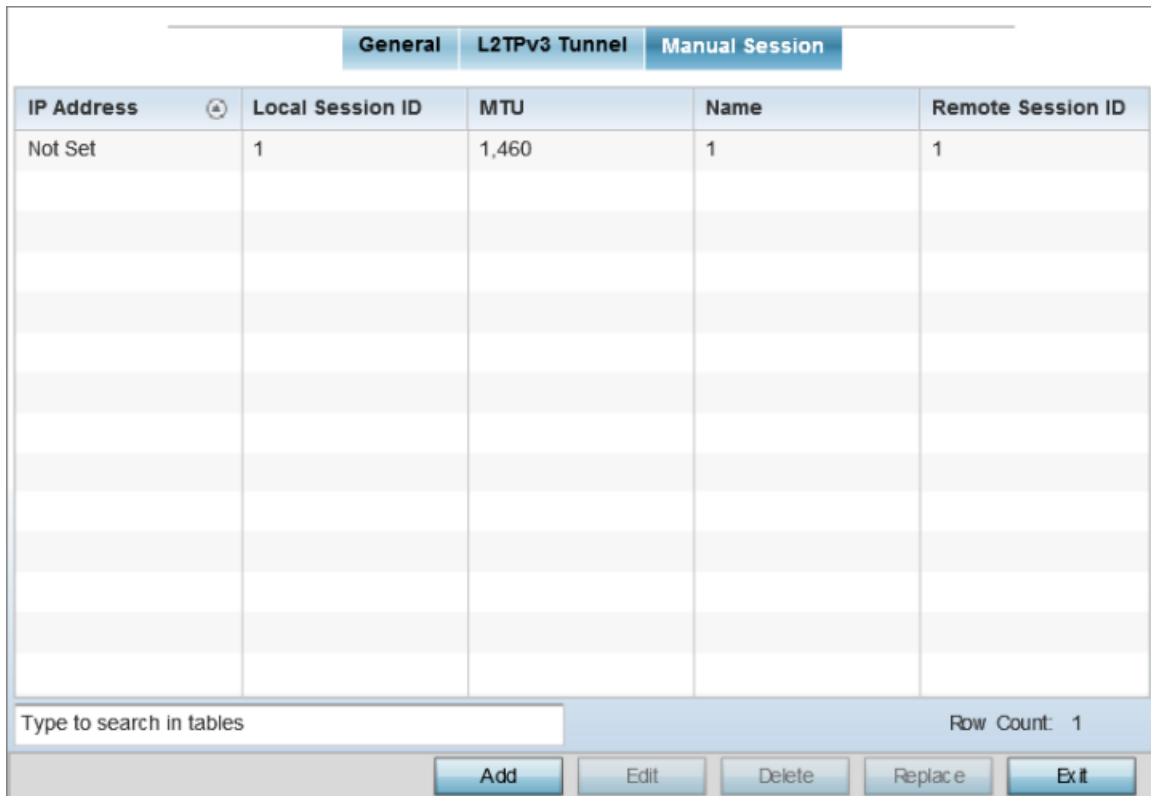 General L2TPv3 Tunnel Manual Session
IP Address Local Session ID MTU Name Remote Session ID
Not Set 1 1,460 1 1
Type to search in tables Row Count: 1
Add Edit Delete Replace Exit